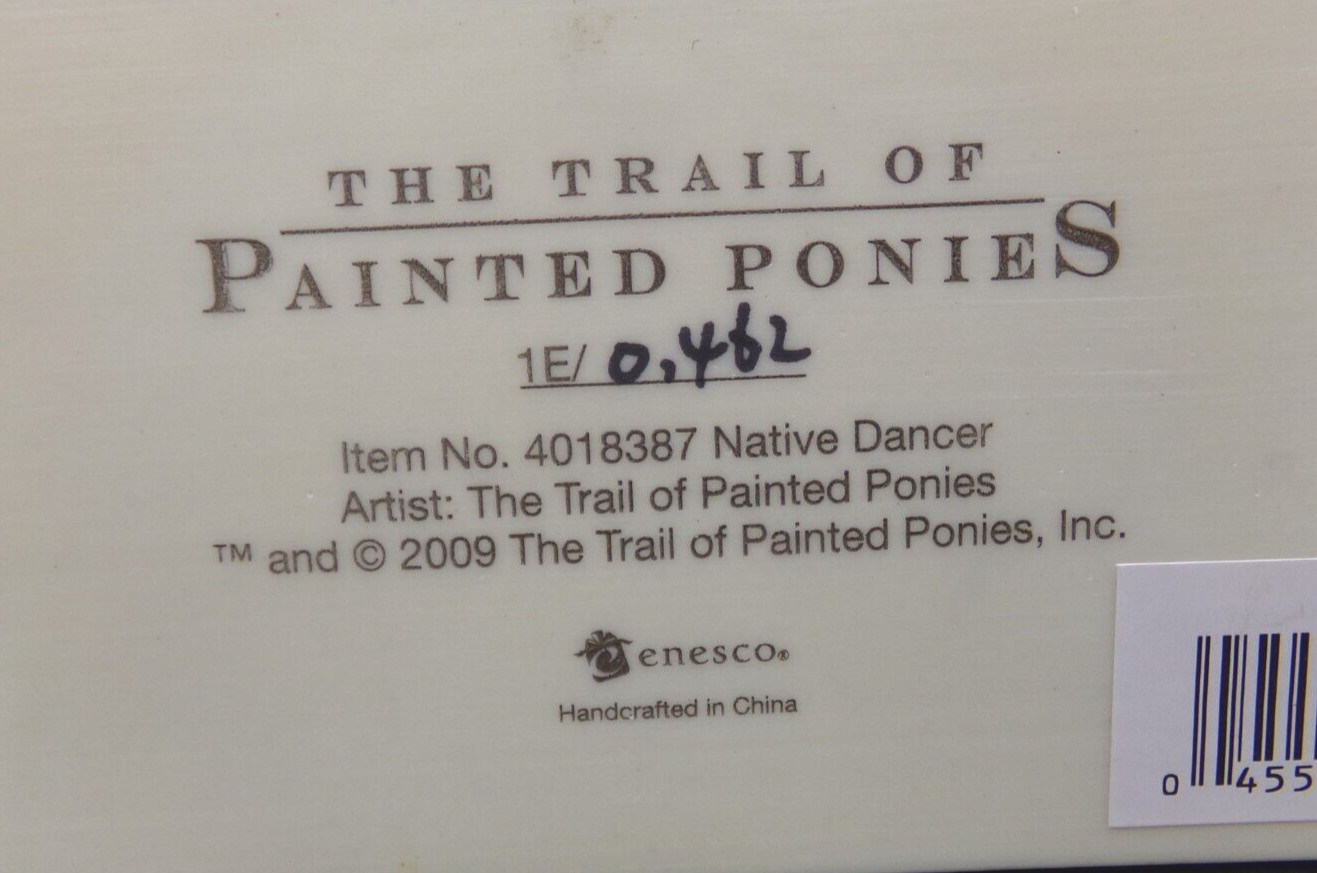 THE TRAIL OF
PAINTED PONIES
1E/ 0,462
Item No. 4018387 Native Dancer
Artist: The Trail of Painted Ponies
™ and © 2009 The Trail of Painted Ponies, Inc.
enesco®
Handcrafted in China
0 455